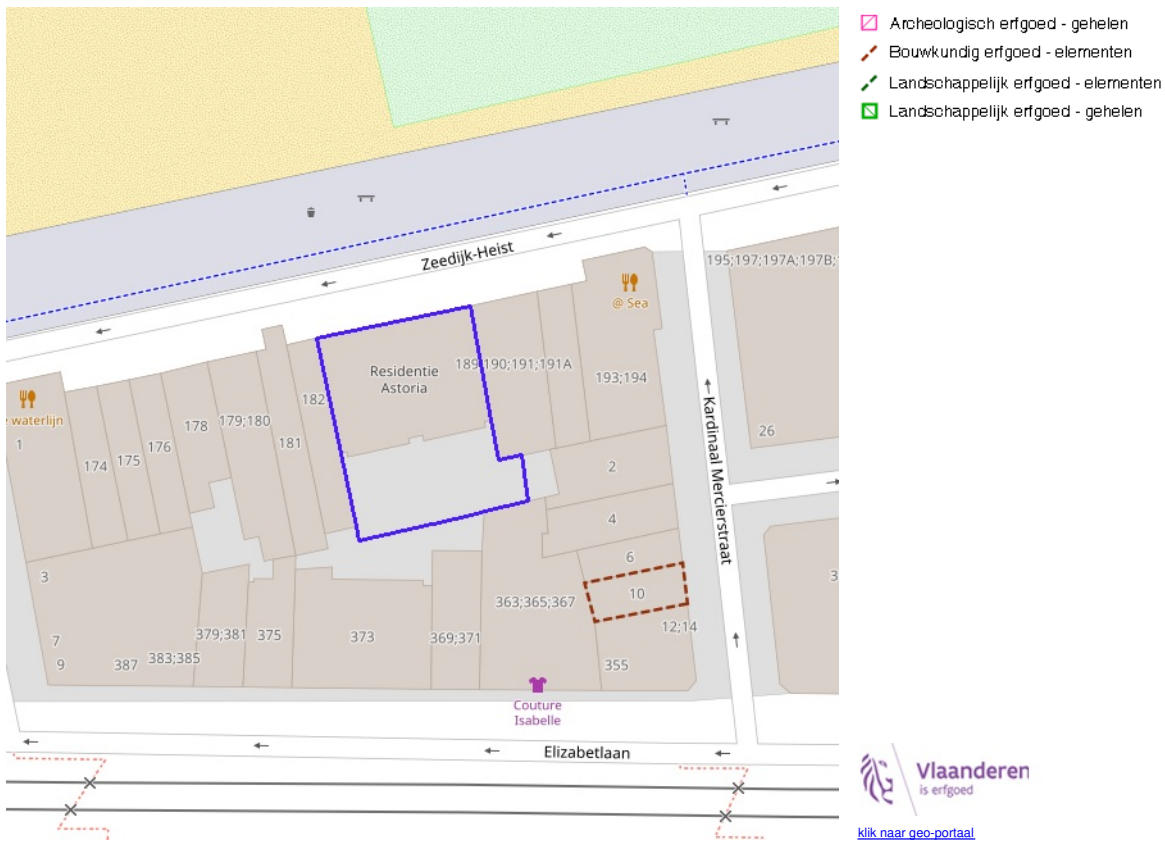 Archeologisch erfgoed - gehelen
Bouwkundig erfgoed - elementen
Landschappelijk erfgoed - elementen
Landschappelijk erfgoed - gehelen
Zeedijk-Heist
@ Sea
195;197;197A;197B;
Residentie
Astoria
189;190;191;191A
193;194
182
waterlijn
1
174
175
176
178
179;180
181
26
2
4
6
10
12;14
Kardinaal Mercierstraat
3
3
7
9
387
383;385
379;381
375
373
369;371
363;365;367
355
Couture
Isabelle
Elizabetlaan
Vlaanderen
is erfgoed
klik naar geo-portaal